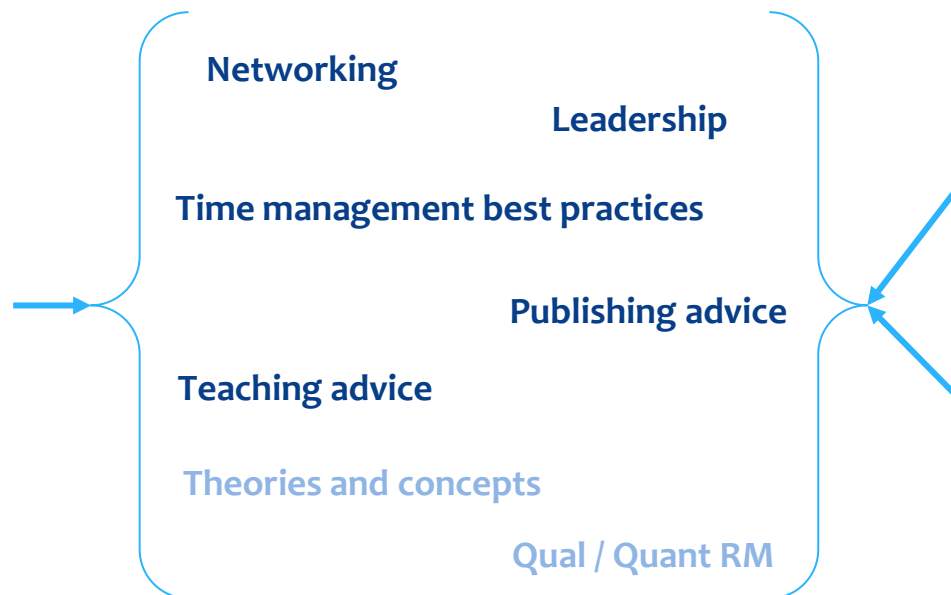 Networking
Leadership
Time management best practices
Publishing advice
Teaching advice
Theories and concepts
Qual / Quant RM